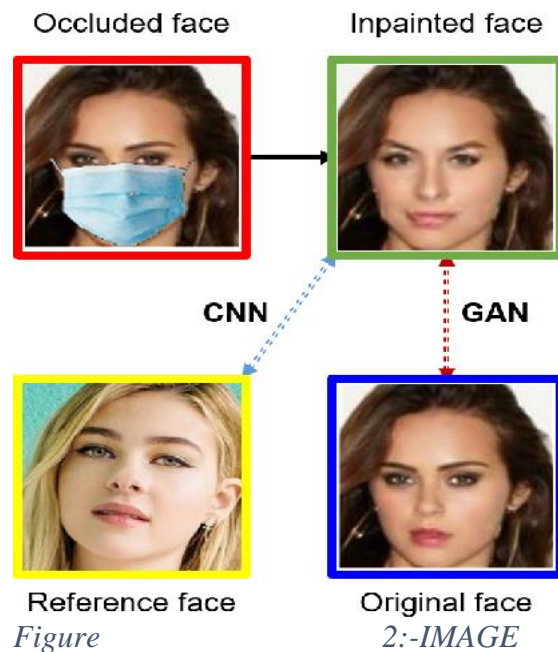 Occluded face Inpainted face
CNN GAN
Reference face Original face
Figure 2:-IMAGE